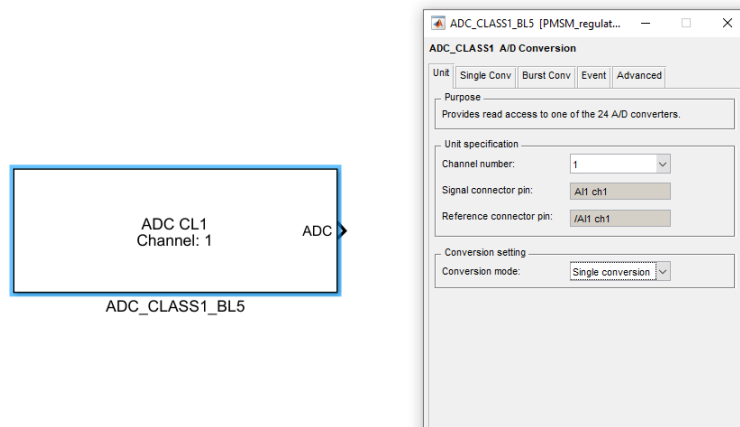 ADC CL1
Channel: 1
ADC
ADC_CLASS1_BL5
ADC_CLASS1_BL5 [PMSM_regulat...
ADC_CLASS1 A/D Conversion
Unit Single Conv Burst Conv Event Advanced
Purpose
Provides read access to one of the 24 A/D converters.
Unit specification
Channel number: 1
Signal connector pin: AI1 ch1
Reference connector pin: /AI1 ch1
Conversion setting
Conversion mode: Single conversion